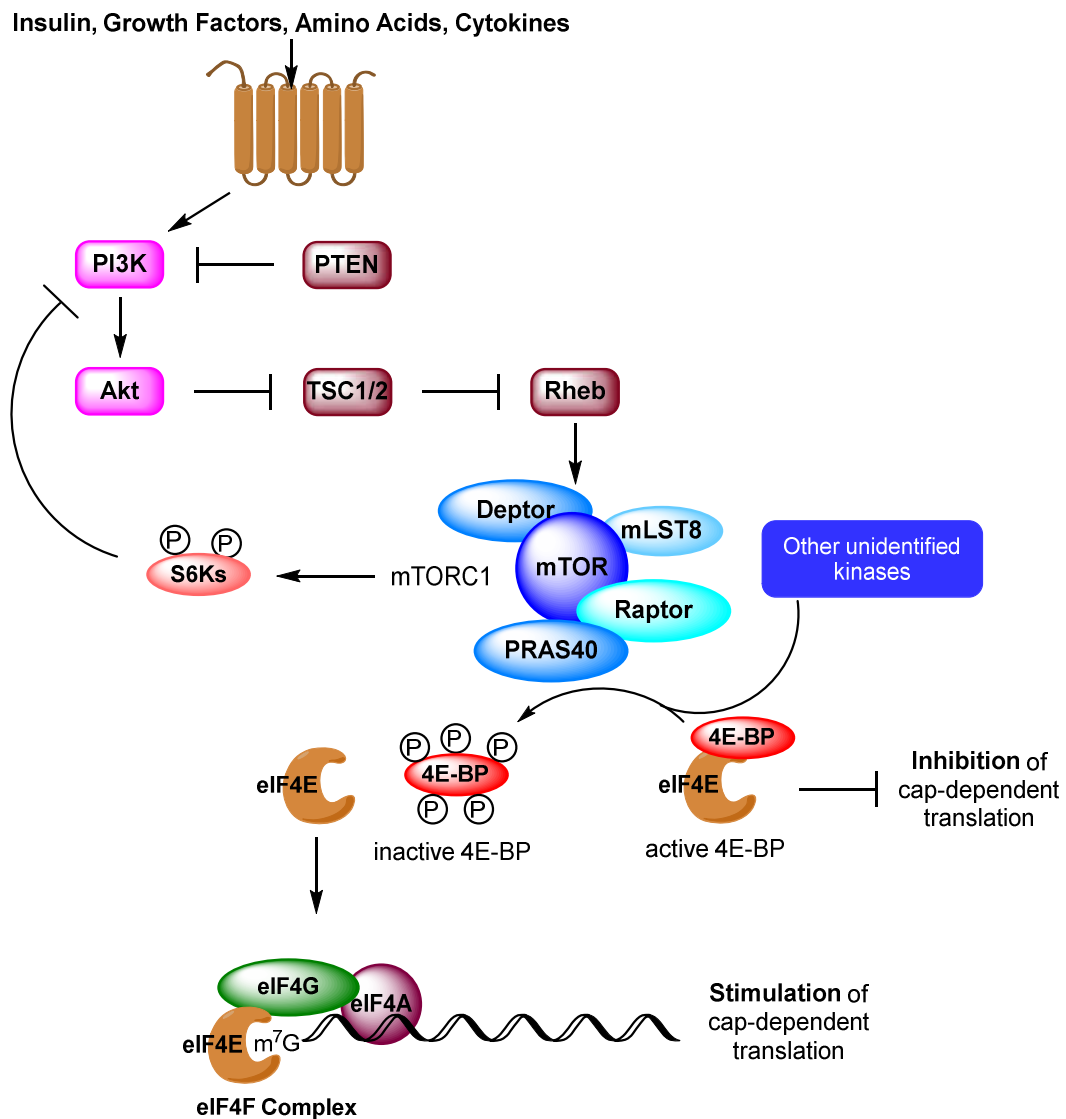 Insulin, Growth Factors, Amino Acids, Cytokines
PI3K
PTEN
Akt
TSC1/2
Rheb
Deptor
mLST8
mTOR
Raptor
PRAS40
mTORC1
P
P
S6Ks
Other unidentified
kinases
P
P
P
4E-BP
P
P
inactive 4E-BP
eIF4E
4E-BP
eIF4E
active 4E-BP
Inhibition of
cap-dependent
translation
eIF4G
eIF4A
eIF4E
m⁷G
eIF4F Complex
Stimulation of
cap-dependent
translation